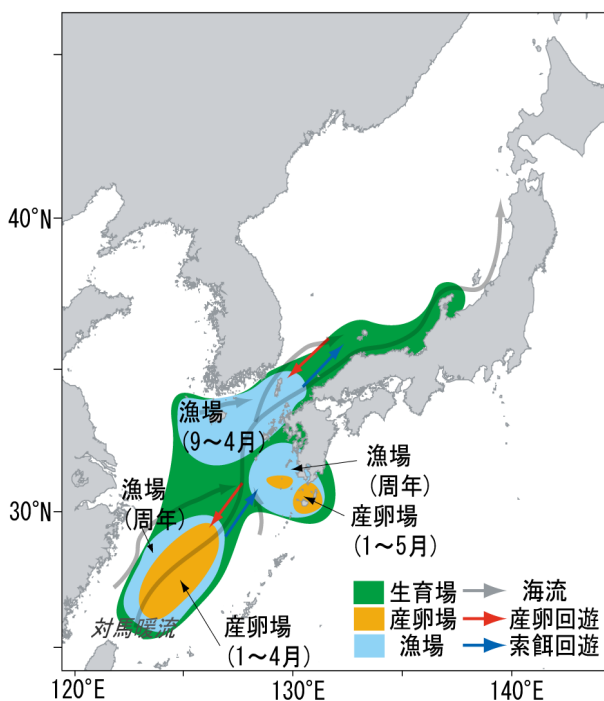 40°N
漁場
(9～4月)
漁場
(周年)
漁場
(周年)
30°N
産卵場
(1～5月)
対馬暖流
産卵場
(1～4月)
生育場
海流
産卵場
産卵回遊
漁場
索餌回遊
120°E
130°E
140°E